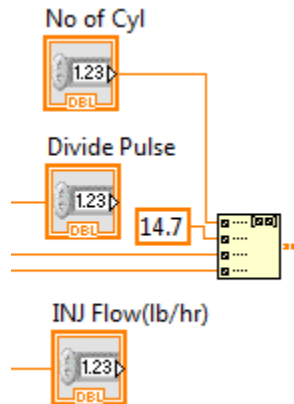 No of Cyl
1.23
DBL
Divide Pulse
1.23
DBL
14.7
INJ Flow(lb/hr)
1.23
DBL